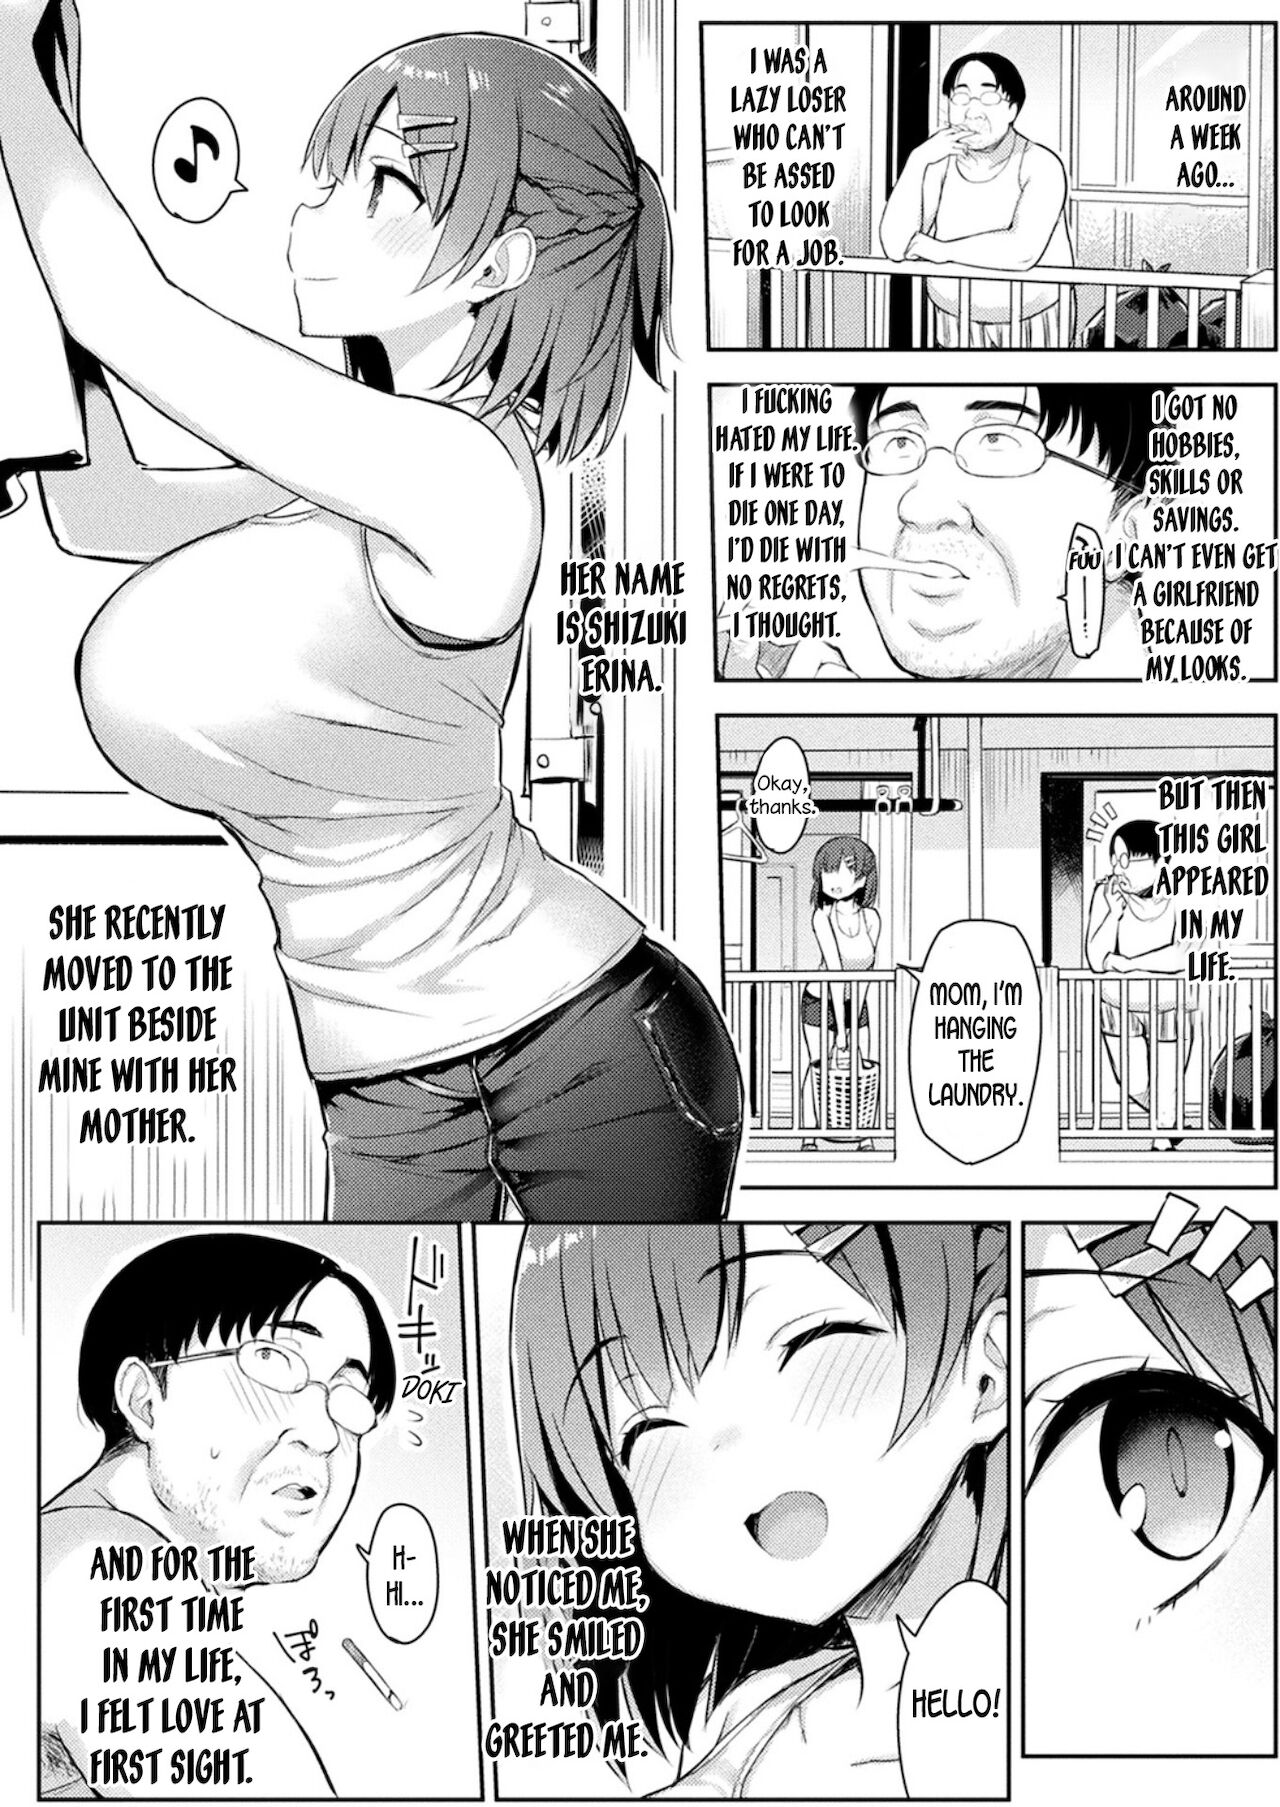 AROUND
A WEEK
AGO...
I WAS A
LAZY LOSER
WHO CAN'T
BE ASSED
TO LOOK
FOR A JOB.
I GOT NO
HOBBIES,
SKILLS OR
SAVINGS.
I CAN'T EVEN GET
A GIRLFRIEND
BECAUSE OF
MY LOOKS.
FUU
I FUCKING
HATED MY LIFE.
IF I WERE TO
DIE ONE DAY,
I'D DIE WITH
NO REGRETS,
I THOUGHT.
BUT THEN
THIS GIRL
APPEARED
IN MY
LIFE.
MOM, I'M
HANGING
THE
LAUNDRY.
Okay,
thanks.
♪
HER NAME
IS SHIZUKI
ERINA.
SHE RECENTLY
MOVED TO THE
UNIT BESIDE
MINE WITH HER
MOTHER.
HELLO!
WHEN SHE
NOTICED ME,
SHE SMILED
AND
GREETED ME.
ドキッ
DOKI
H-
HI...
ぽろっ
AND FOR THE
FIRST TIME
IN MY LIFE,
I FELT LOVE AT
FIRST SIGHT.